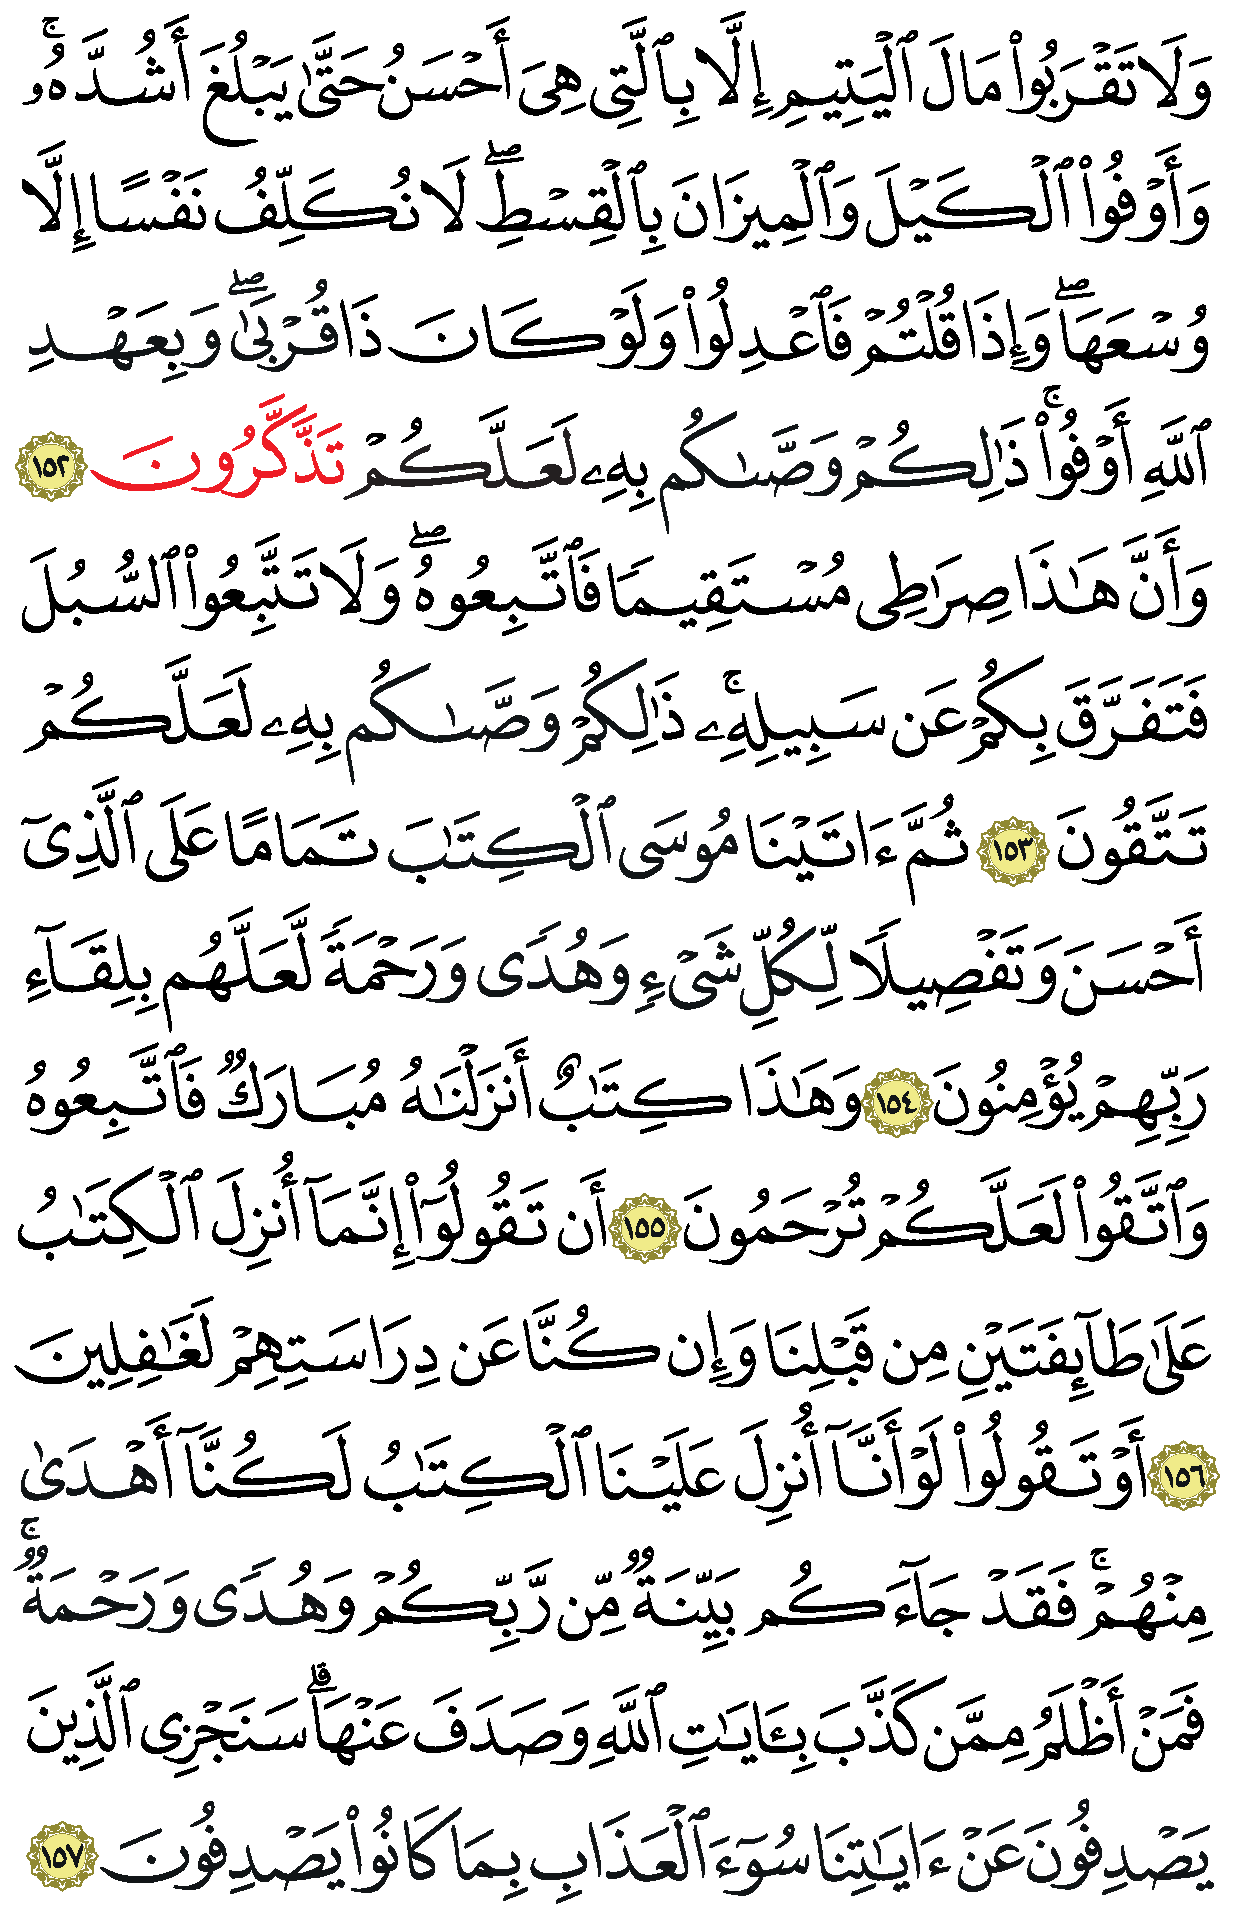 وَلَا تَقْرَبُوا۟ مَالَ ٱلْيَتِيمِ إِلَّا بِٱلَّتِى هِىَ أَحْسَنُ حَتَّىٰ يَبْلُغَ أَشُدَّهُۥۚ
وَأَوْفُوا۟ ٱلْكَيْلَ وَٱلْمِيزَانَ بِٱلْقِسْطِۖ لَا نُكَلِّفُ نَفْسًا إِلَّا
وُسْعَهَاۖ وَإِذَا قُلْتُمْ فَٱعْدِلُوا۟ وَلَوْ كَانَ ذَا قُرْبَىٰۖ وَبِعَهْدِ
ٱللَّهِ أَوْفُوا۟ۚ ذَٰلِكُمْ وَصَّىٰكُم بِهِۦ لَعَلَّكُمْ تَذَكَّرُونَ ١٥٢
وَأَنَّ هَٰذَا صِرَٰطِى مُسْتَقِيمًا فَٱتَّبِعُوهُۖ وَلَا تَتَّبِعُوا۟ ٱلسُّبُلَ
فَتَفَرَّقَ بِكُمْ عَن سَبِيلِهِۦۚ ذَٰلِكُمْ وَصَّىٰكُم بِهِۦ لَعَلَّكُمْ
تَتَّقُونَ ١٥٣ ثُمَّ ءَاتَيْنَا مُوسَى ٱلْكِتَٰبَ تَمَامًا عَلَى ٱلَّذِىٓ
أَحْسَنَ وَتَفْصِيلًا لِّكُلِّ شَىْءٍ وَهُدًى وَرَحْمَةً لَّعَلَّهُم بِلِقَآءِ
رَبِّهِمْ يُؤْمِنُونَ ١٥٤ وَهَٰذَا كِتَٰبٌ أَنزَلْنَٰهُ مُبَارَكٌ فَٱتَّبِعُوهُ
وَٱتَّقُوا۟ لَعَلَّكُمْ تُرْحَمُونَ ١٥٥ أَن تَقُولُوٓا۟ إِنَّمَآ أُنزِلَ ٱلْكِتَٰبُ
عَلَىٰ طَآئِفَتَيْنِ مِن قَبْلِنَا وَإِن كُنَّا عَن دِرَاسَتِهِمْ لَغَٰفِلِينَ
١٥٦ أَوْ تَقُولُوا۟ لَوْ أَنَّآ أُنزِلَ عَلَيْنَا ٱلْكِتَٰبُ لَكُنَّآ أَهْدَىٰ
مِنْهُمْۚ فَقَدْ جَآءَكُم بَيِّنَةٌ مِّن رَّبِّكُمْ وَهُدًى وَرَحْمَةٌۚ
فَمَنْ أَظْلَمُ مِمَّن كَذَّبَ بِـَٔايَٰتِ ٱللَّهِ وَصَدَفَ عَنْهَاۗ سَنَجْزِى ٱلَّذِينَ
يَصْدِفُونَ عَنْ ءَايَٰتِنَا سُوٓءَ ٱلْعَذَابِ بِمَا كَانُوا۟ يَصْدِفُونَ ١٥٧